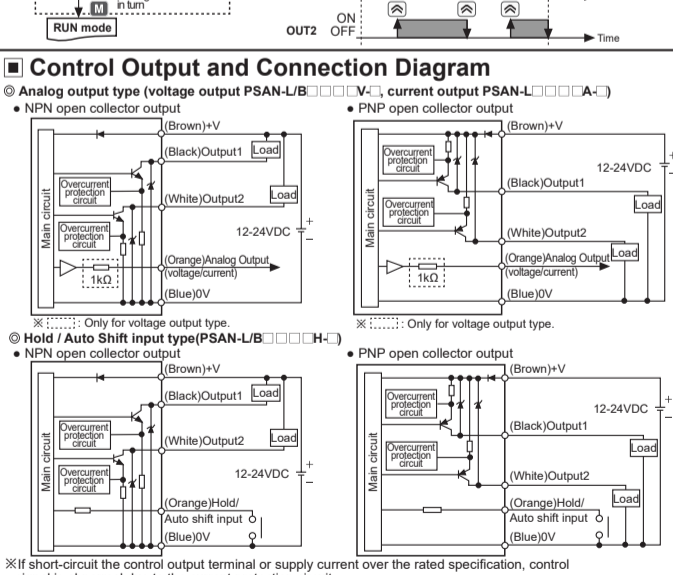 M in turn
RUN mode
OUT2 ON
OFF
Time
■ Control Output and Connection Diagram
◎ Analog output type (voltage output PSAN-L/B□□□□V-□, current output PSAN-L□□□□A-□)
● NPN open collector output
(Brown)+V
(Black)Output1
Load
Overcurrent
protection
circuit
(White)Output2
Load
Overcurrent
protection
circuit
Main circuit
12-24VDC
+
−
(Orange)Analog Output
(voltage/current)
1kΩ
(Blue)0V
※ : Only for voltage output type.
● PNP open collector output
(Brown)+V
Overcurrent
protection
circuit
12-24VDC
+
−
(Black)Output1
Load
Overcurrent
protection
circuit
Main circuit
(White)Output2
Load
(Orange)Analog Output
(voltage/current)
1kΩ
(Blue)0V
※ : Only for voltage output type.
◎ Hold / Auto Shift input type(PSAN-L/B□□□□H-□)
● NPN open collector output
(Brown)+V
(Black)Output1
Load
Overcurrent
protection
circuit
(White)Output2
Load
Overcurrent
protection
circuit
Main circuit
12-24VDC
+
−
(Orange)Hold/
Auto shift input
(Blue)0V
● PNP open collector output
(Brown)+V
Overcurrent
protection
circuit
12-24VDC
+
−
(Black)Output1
Load
Overcurrent
protection
circuit
Main circuit
(White)Output2
Load
(Orange)Hold/
Auto shift input
(Blue)0V
※If short-circuit the control output terminal or supply current over the rated specification, control